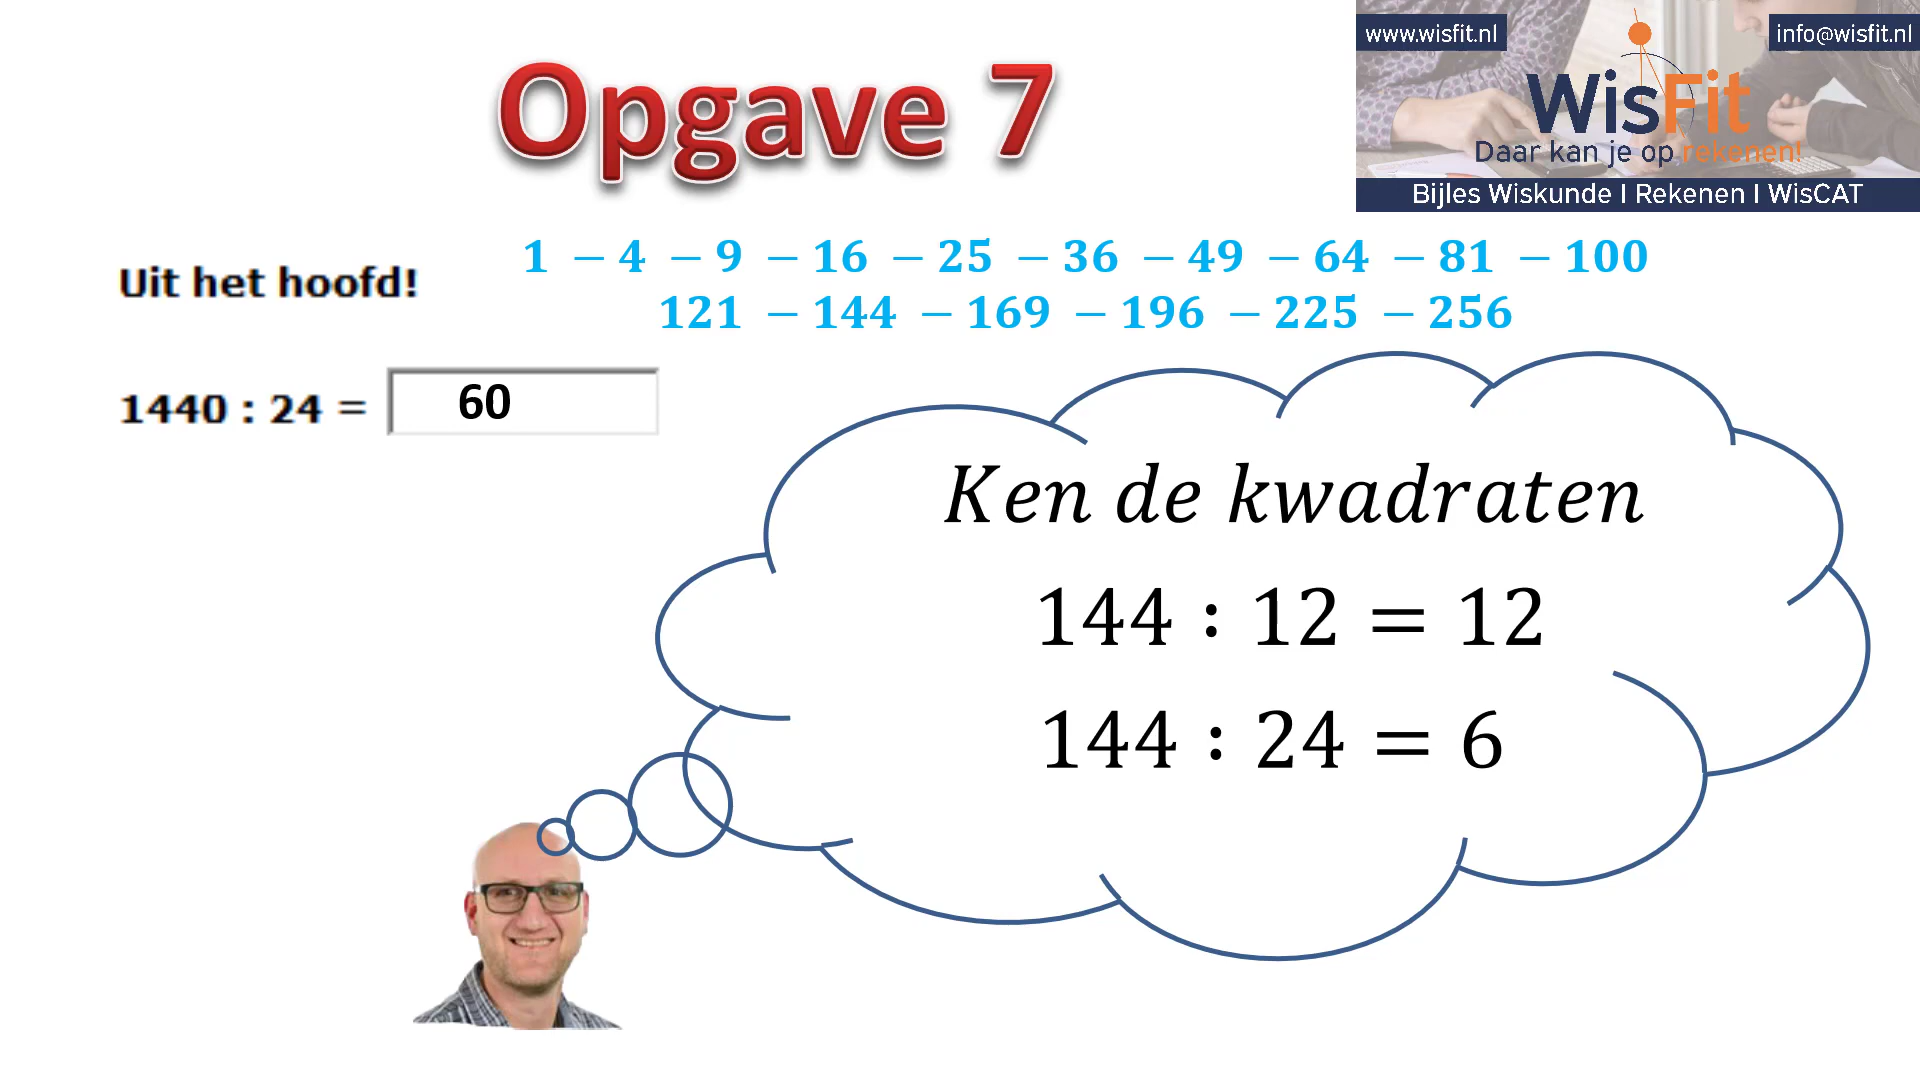 www.wisfit.nl
info@wisfit.nl
WisFit
Daar kan je op rekenen!
Bijles Wiskunde I Rekenen I WisCAT
Opgave 7
Uit het hoofd!
1 – 4 – 9 – 16 – 25 – 36 – 49 – 64 – 81 – 100
121 – 144 – 169 – 196 – 225 – 256
1440 : 24 = 60
Ken de kwadraten
144 : 12 = 12
144 : 24 = 6